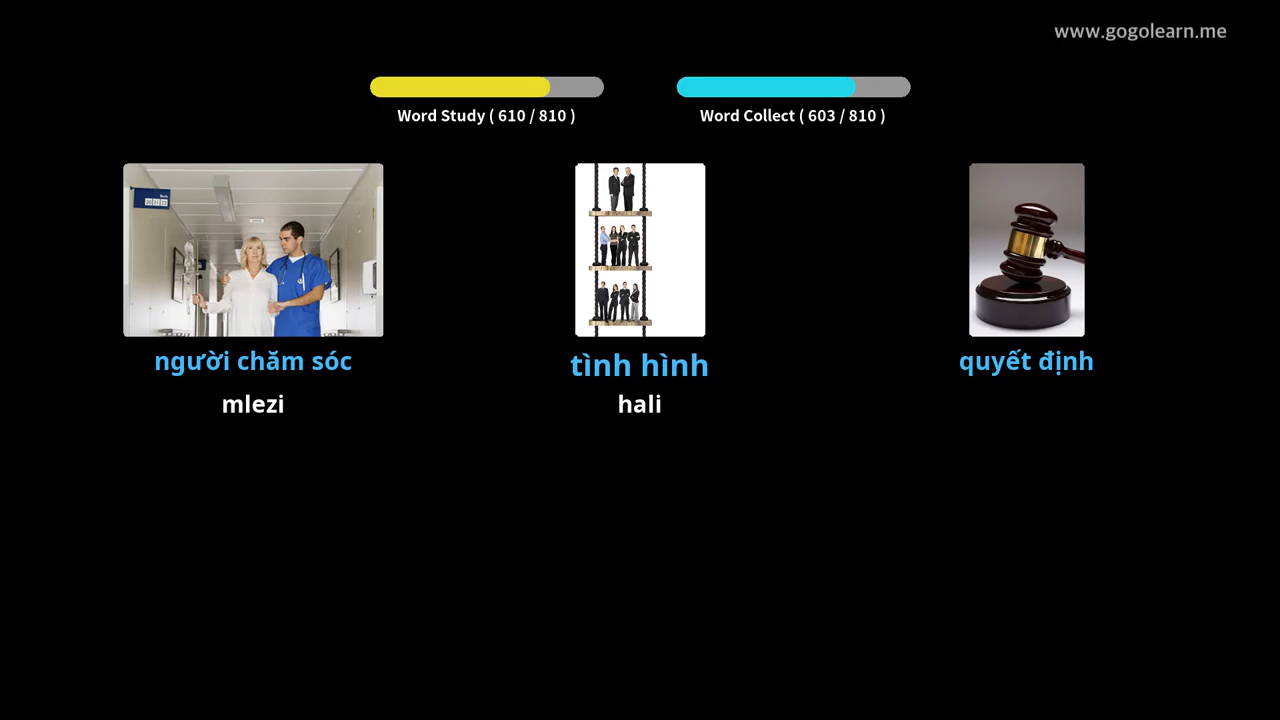 www.gogolearn.me
Word Study ( 610 / 810 )
Word Collect ( 603 / 810 )
người chăm sóc
mlezi
tình hình
hali
quyết định